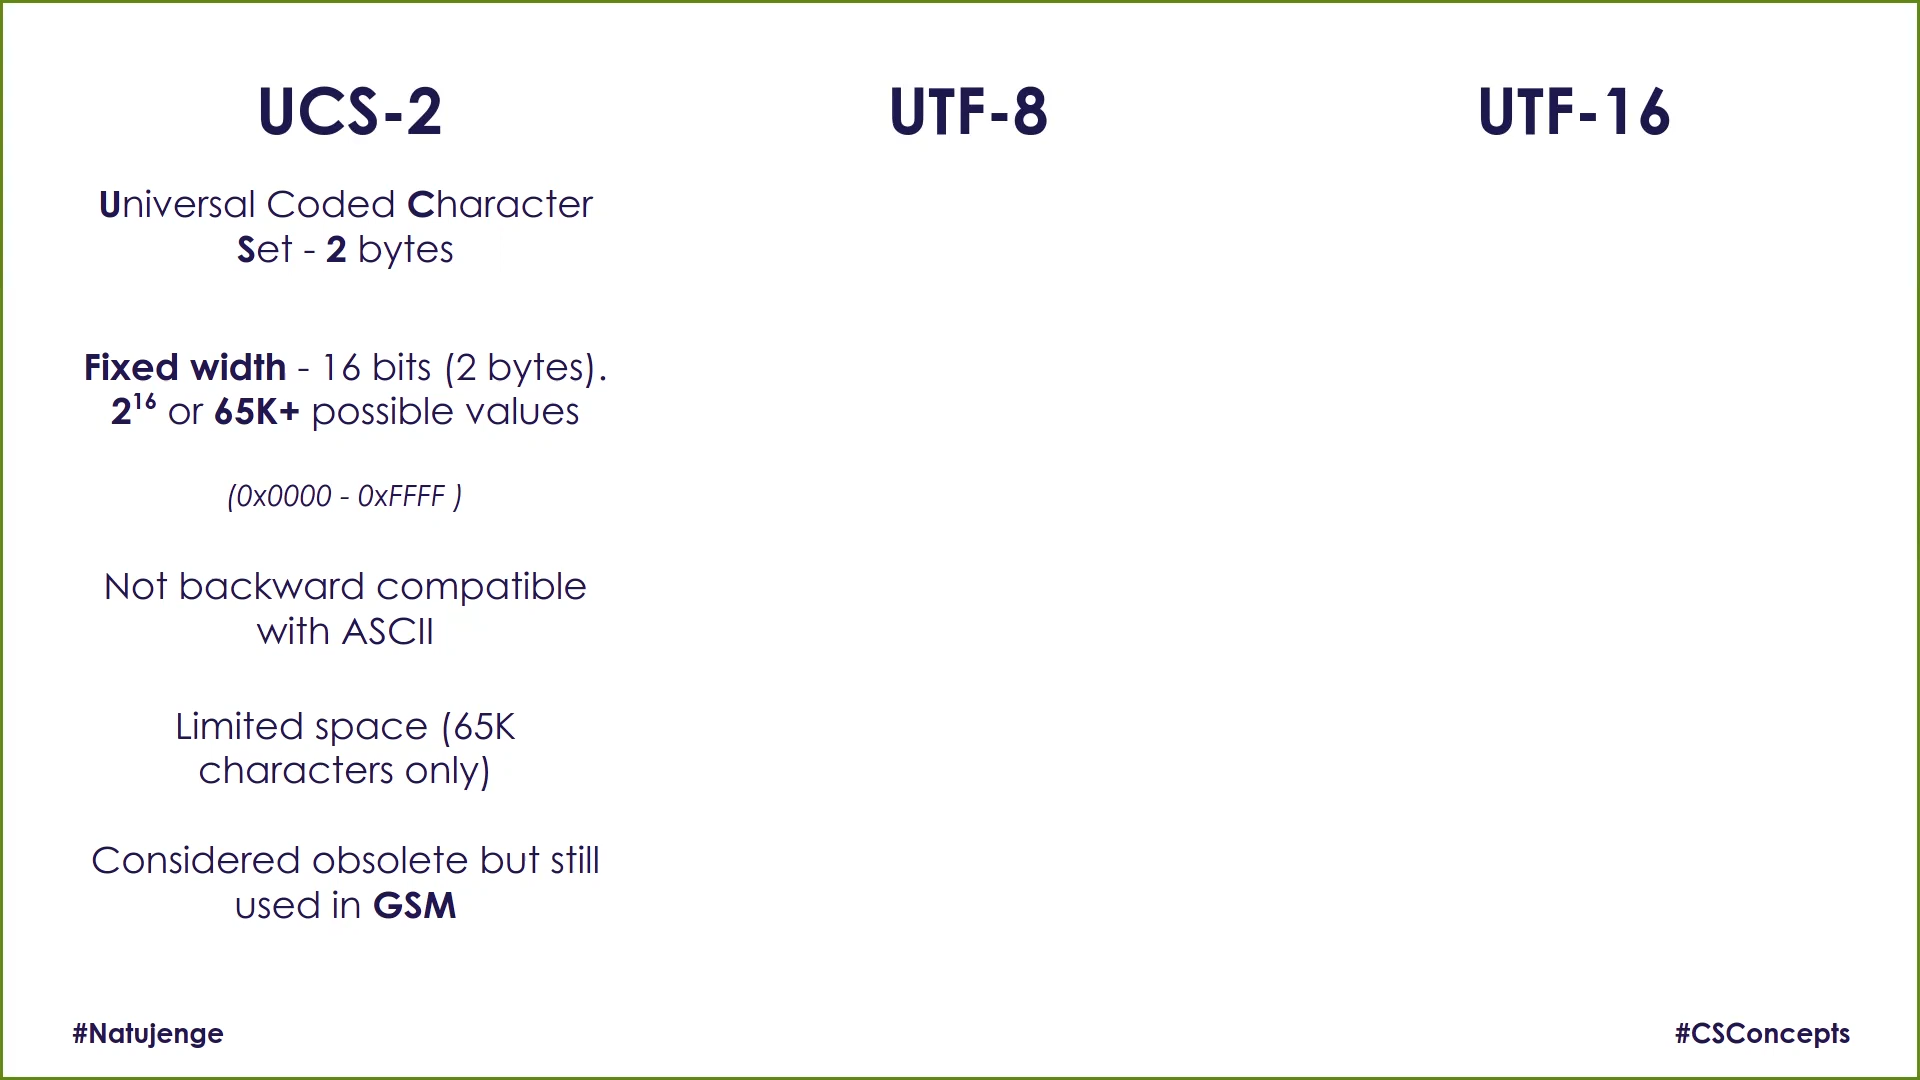 UCS-2
Universal Coded Character
Set - 2 bytes
Fixed width - 16 bits (2 bytes).
2¹⁶ or 65K+ possible values
(0x0000 - 0xFFFF )
Not backward compatible
with ASCII
Limited space (65K
characters only)
Considered obsolete but still
used in GSM
UTF-8
UTF-16
#Natujenge
#CSConcepts